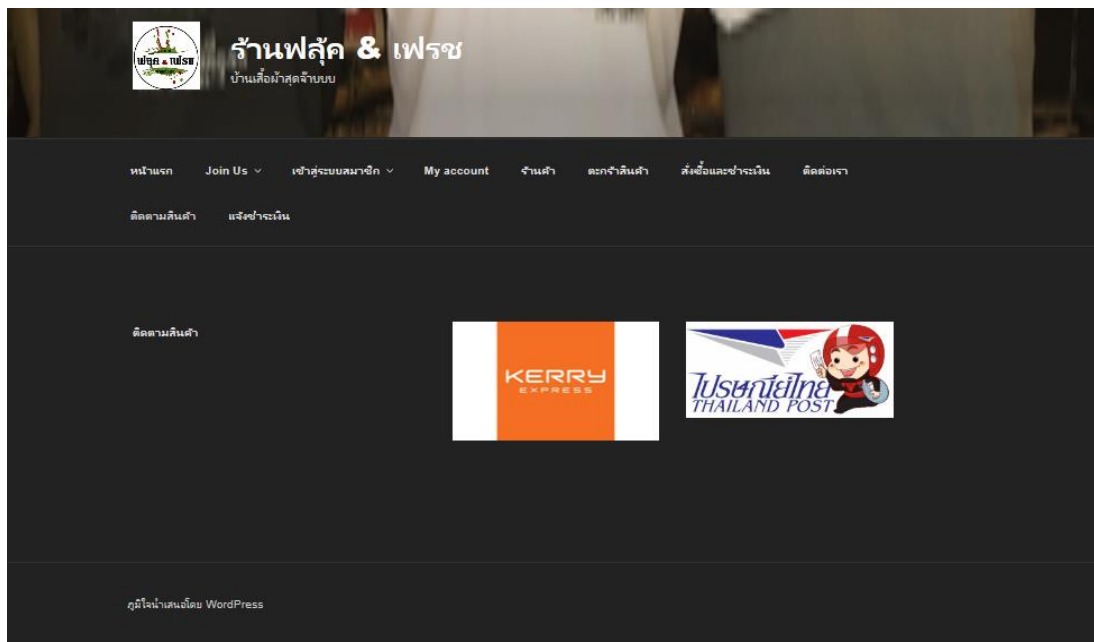 ฟลุ๊ค & เฟรช
ร้านฟลุ๊ค & เฟรช
บ้านเสื้อผ้าสุดจ๊าบบบ
หน้าแรก Join Us เข้าสู่ระบบสมาชิก My account ร้านค้า ตะกร้าสินค้า สั่งซื้อและชำระเงิน ติดต่อเรา
ติดตามสินค้า แจ้งชำระเงิน
ติดตามสินค้า
KERRY
EXPRESS
ไปรษณีย์ไทย
THAILAND POST
ภูมิใจนำเสนอโดย WordPress